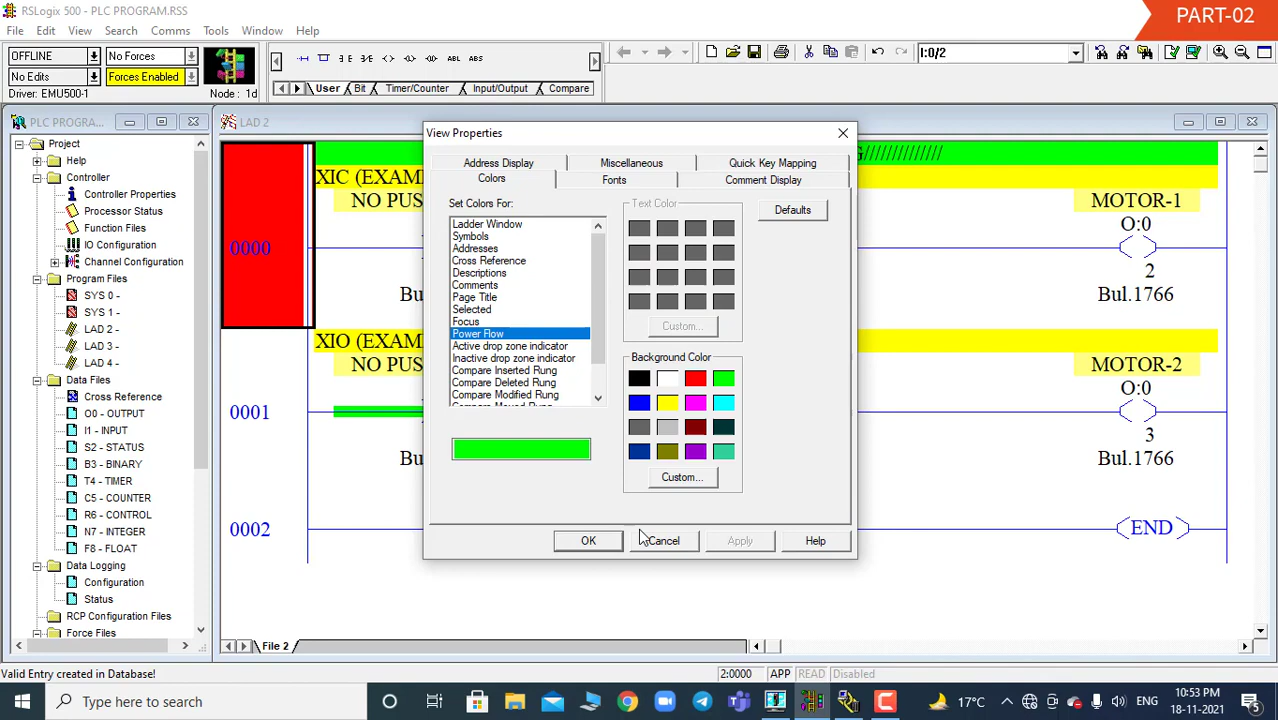 RSLogix 500 - PLC PROGRAM.RSS
PART-02
File Edit View Search Comms Tools Window Help
OFFLINE No Forces
I:0/2
No Edits Forces Enabled
ABL ABS
Driver: EMU500-1 Node : 1d
User Bit Timer/Counter Input/Output Compare
PLC PROGRA...
LAD 2
Project
Help
Controller
Controller Properties
Processor Status
Function Files
IO Configuration
Channel Configuration
Program Files
SYS 0 -
SYS 1 -
LAD 2 -
LAD 3 -
LAD 4 -
Data Files
Cross Reference
O0 - OUTPUT
I1 - INPUT
S2 - STATUS
B3 - BINARY
T4 - TIMER
C5 - COUNTER
R6 - CONTROL
N7 - INTEGER
F8 - FLOAT
Data Logging
Configuration
Status
RCP Configuration Files
Force Files
0000
XIC (EXAM
NO PUS
Bul
0001
XIO (EXAM
NO PUS
Bul
0002
G/////////////
MOTOR-1
O:0
2
Bul.1766
MOTOR-2
O:0
3
Bul.1766
END
View Properties
Address Display Miscellaneous Quick Key Mapping
Colors Fonts Comment Display
Set Colors For:
Ladder Window
Symbols
Addresses
Cross Reference
Descriptions
Comments
Page Title
Selected
Focus
Power Flow
Active drop zone indicator
Inactive drop zone indicator
Compare Inserted Rung
Compare Deleted Rung
Compare Modified Rung
Compare Moved Rung
Text Color
Custom...
Background Color
Custom...
Defaults
OK Cancel Apply Help
File 2
Valid Entry created in Database!
2:0000 APP READ Disabled
Type here to search
17°C ENG 10:53 PM
18-11-2021
5